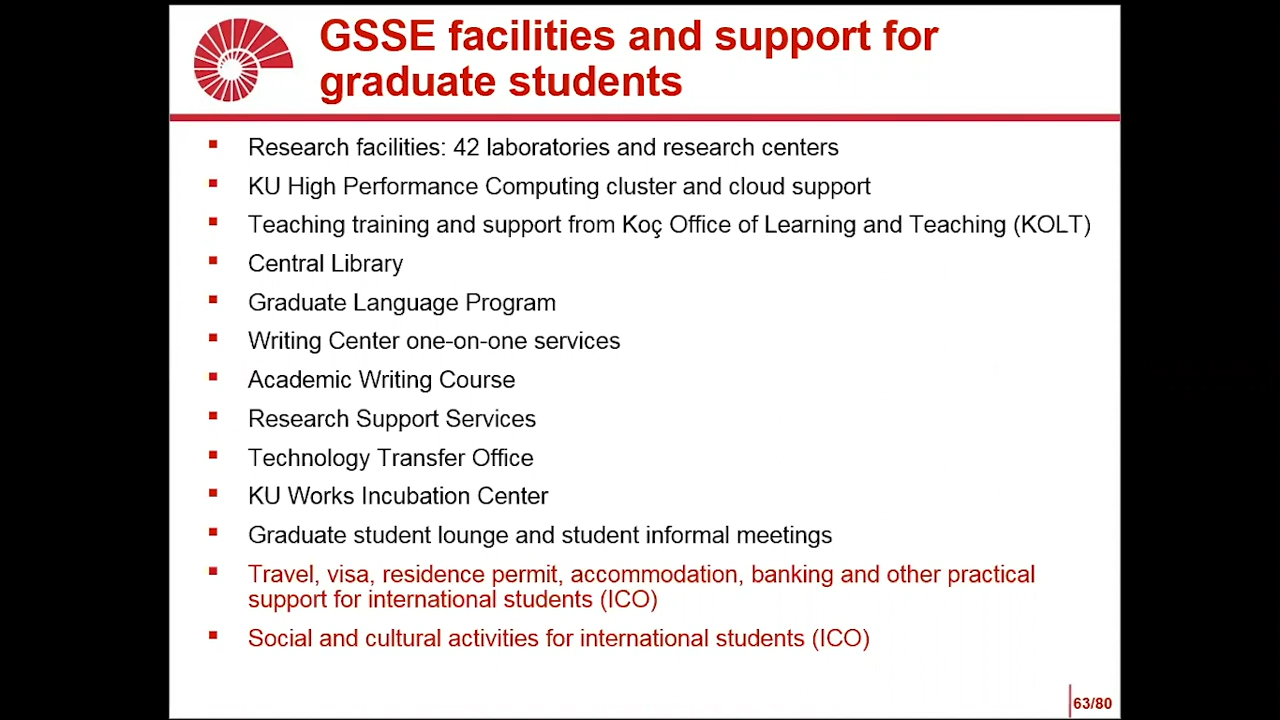 GSSE facilities and support for
graduate students
Research facilities: 42 laboratories and research centers
KU High Performance Computing cluster and cloud support
Teaching training and support from Koç Office of Learning and Teaching (KOLT)
Central Library
Graduate Language Program
Writing Center one-on-one services
Academic Writing Course
Research Support Services
Technology Transfer Office
KU Works Incubation Center
Graduate student lounge and student informal meetings
Travel, visa, residence permit, accommodation, banking and other practical
support for international students (ICO)
Social and cultural activities for international students (ICO)
63/80